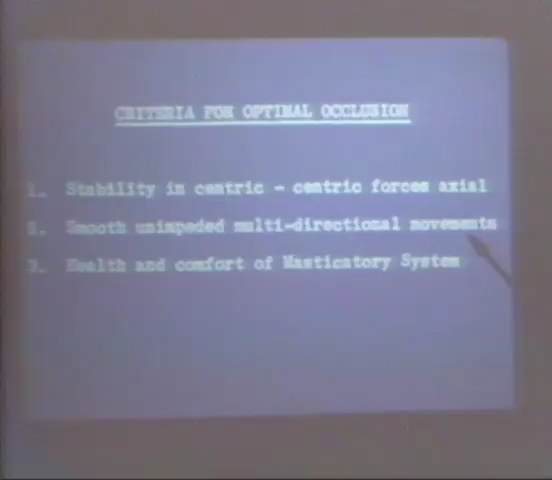 CRITERIA FOR OPTIMAL OCCLUSION
1. Stability in centric - centric forces axial
2. Smooth unimpeded multi-directional movements
3. Health and comfort of Masticatory System